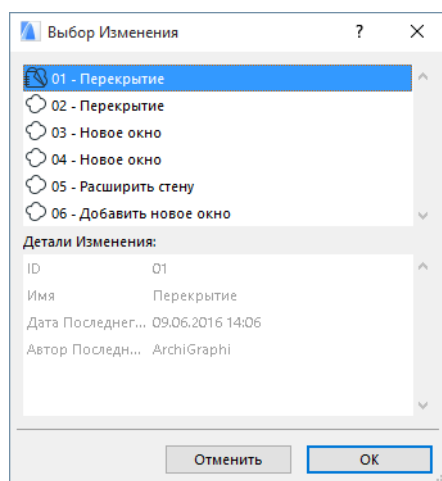 Выбор Изменения ?
01 - Перекрытие
02 - Перекрытие
03 - Новое окно
04 - Новое окно
05 - Расширить стену
06 - Добавить новое окно
Детали Изменения:
ID 01
Имя Перекрытие
Дата Последнег... 09.06.2016 14:06
Автор Последн... ArchiGraphi
Отменить OK